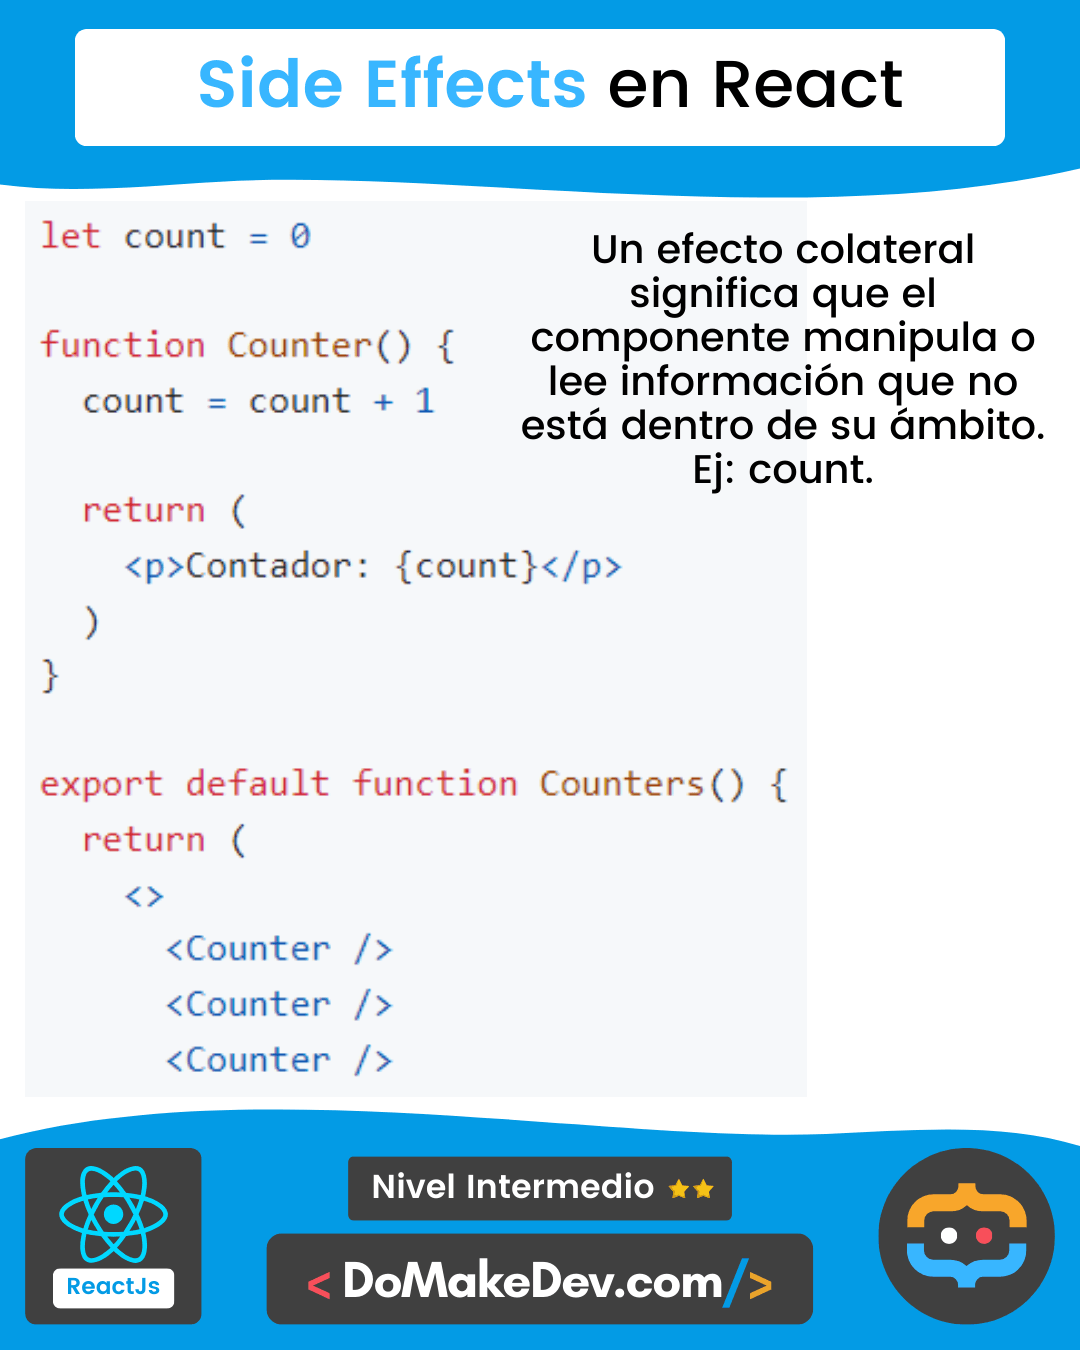 Side Effects en React
let count = 0
function Counter() {
count = count + 1
return (
<p>Contador: {count}</p>
)
}
export default function Counters() {
return (
<>
<Counter />
<Counter />
<Counter />
Un efecto colateral
significa que el
componente manipula o
lee información que no
está dentro de su ámbito.
Ej: count.
ReactJs
Nivel Intermedio
< DoMakeDev.com/>